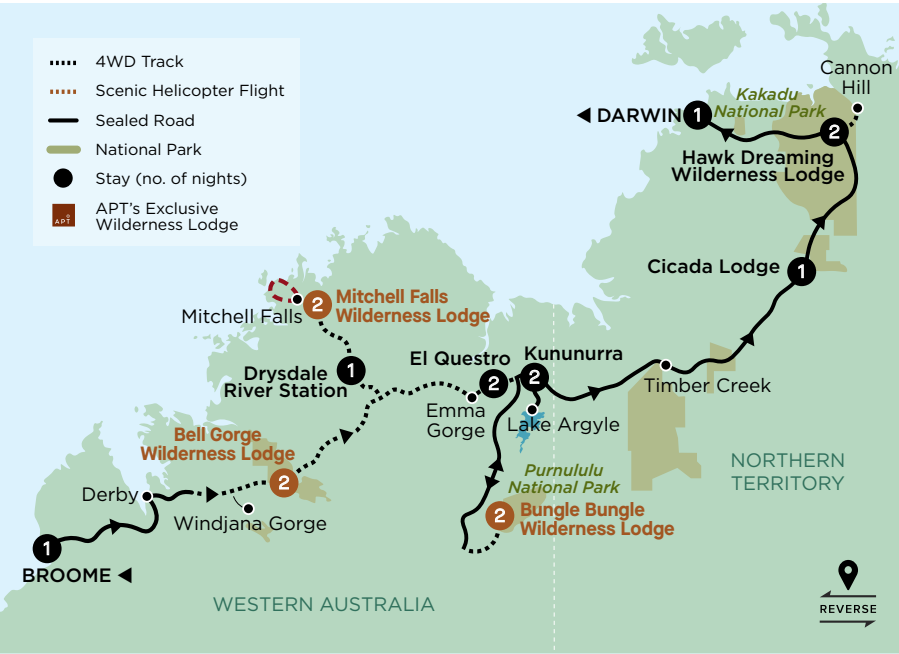 4WD Track
Scenic Helicopter Flight
Sealed Road
National Park
Stay (no. of nights)
APT
APT's Exclusive
Wilderness Lodge
Cannon
Hill
Kakadu
National Park
DARWIN
1
2
Hawk Dreaming
Wilderness Lodge
Cicada Lodge
1
Mitchell Falls
2
Mitchell Falls
Wilderness Lodge
Drysdale
River Station
1
El Questro
2
Kununurra
2
Emma
Gorge
Lake Argyle
Timber Creek
Bell Gorge
Wilderness Lodge
2
Derby
Windjana Gorge
Purnululu
National Park
2
Bungle Bungle
Wilderness Lodge
NORTHERN
TERRITORY
1
BROOME
WESTERN AUSTRALIA
REVERSE